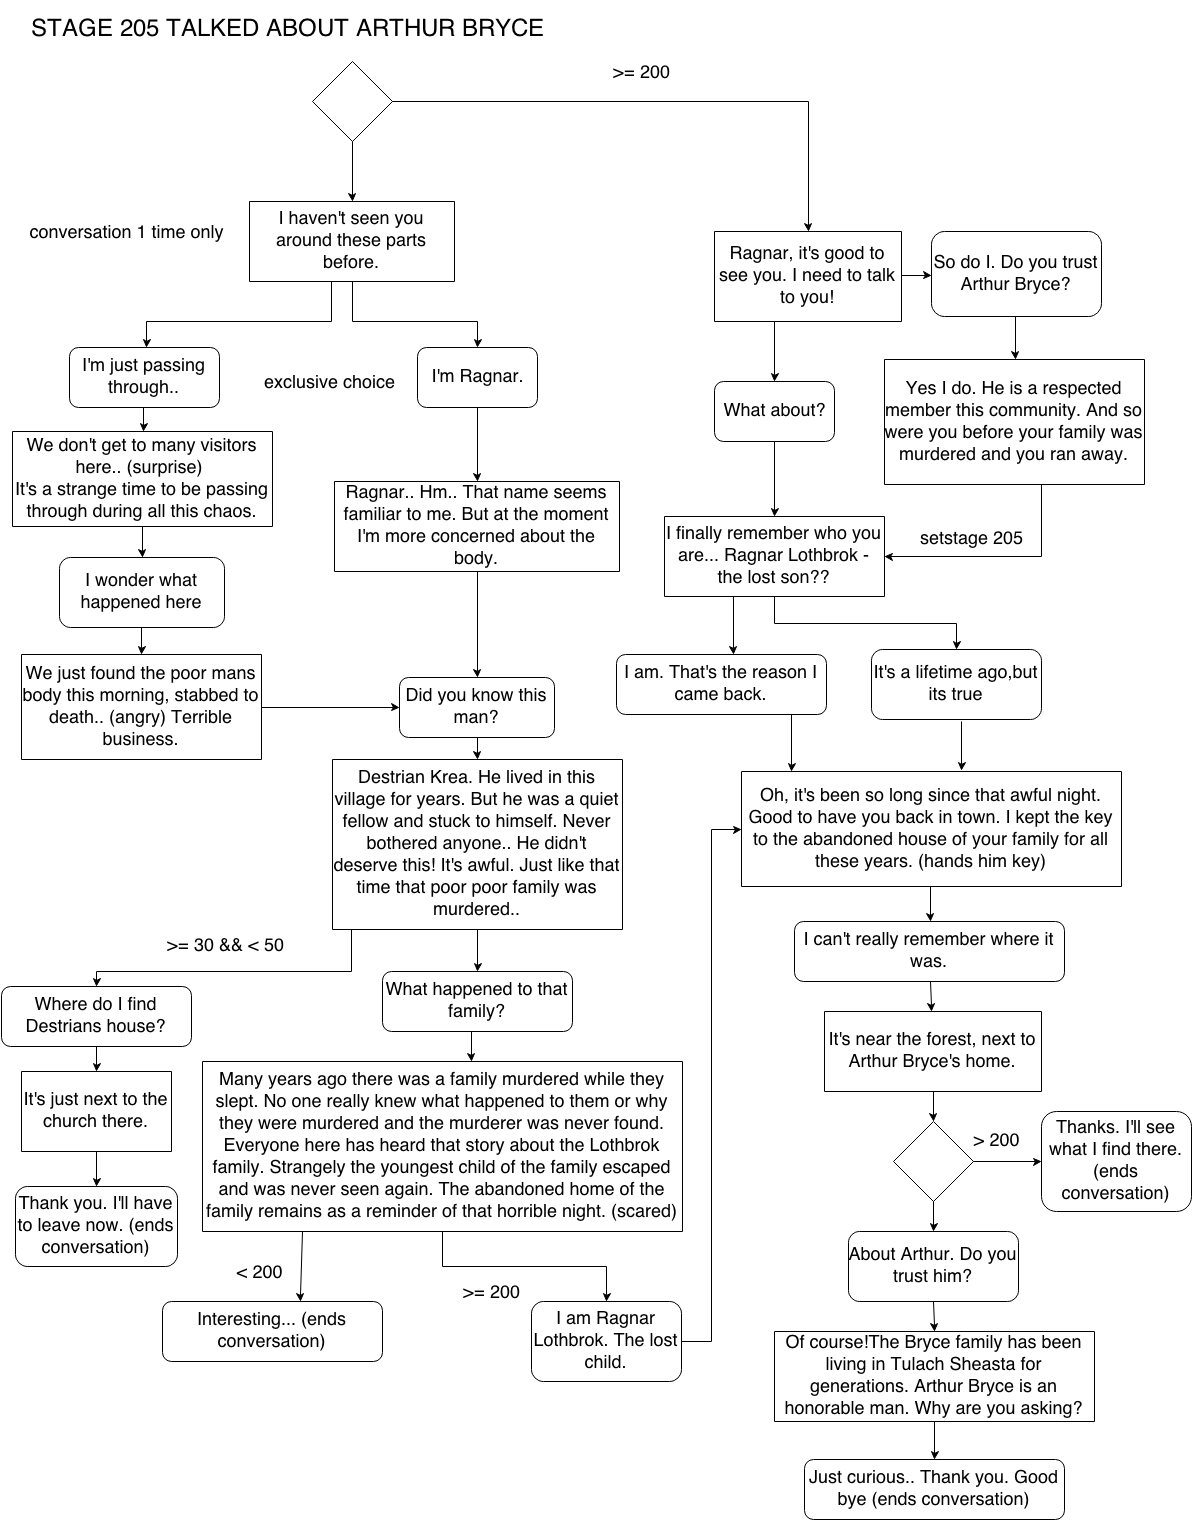 STAGE 205 TALKED ABOUT ARTHUR BRYCE
>= 200
conversation 1 time only
I haven't seen you
around these parts
before.
I'm just passing
through..
exclusive choice
I'm Ragnar.
We don't get to many visitors
here.. (surprise)
It's a strange time to be passing
through during all this chaos.
Ragnar.. Hm.. That name seems
familiar to me. But at the moment
I'm more concerned about the
body.
I wonder what
happened here
We just found the poor mans
body this morning, stabbed to
death.. (angry) Terrible
business.
Did you know this
man?
Destrian Krea. He lived in this
village for years. But he was a quiet
fellow and stuck to himself. Never
bothered anyone.. He didn't
deserve this! It's awful. Just like that
time that poor poor family was
murdered..
>= 30 && < 50
Where do I find
Destrians house?
It's just next to the
church there.
Thank you. I'll have
to leave now. (ends
conversation)
What happened to that
family?
Many years ago there was a family murdered while they
slept. No one really knew what happened to them or why
they were murdered and the murderer was never found.
Everyone here has heard that story about the Lothbrok
family. Strangely the youngest child of the family escaped
and was never seen again. The abandoned home of the
family remains as a reminder of that horrible night. (scared)
< 200
Interesting... (ends
conversation)
>= 200
I am Ragnar
Lothbrok. The lost
child.
Ragnar, it's good to
see you. I need to talk
to you!
So do I. Do you trust
Arthur Bryce?
What about?
Yes I do. He is a respected
member this community. And so
were you before your family was
murdered and you ran away.
setstage 205
I finally remember who you
are... Ragnar Lothbrok -
the lost son??
I am. That's the reason I
came back.
It's a lifetime ago,but
its true
Oh, it's been so long since that awful night.
Good to have you back in town. I kept the key
to the abandoned house of your family for all
these years. (hands him key)
I can't really remember where it
was.
It's near the forest, next to
Arthur Bryce's home.
> 200
Thanks. I'll see
what I find there.
(ends
conversation)
About Arthur. Do you
trust him?
Of course!The Bryce family has been
living in Tulach Sheasta for
generations. Arthur Bryce is an
honorable man. Why are you asking?
Just curious.. Thank you. Good
bye (ends conversation)